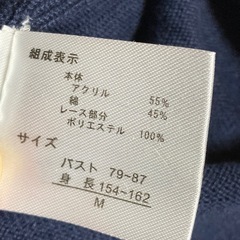 組成表示
本体
アクリル 55%
綿 45%
レース部分
ポリエステル 100%
サイズ
バスト 79-87
身長 154-162
M